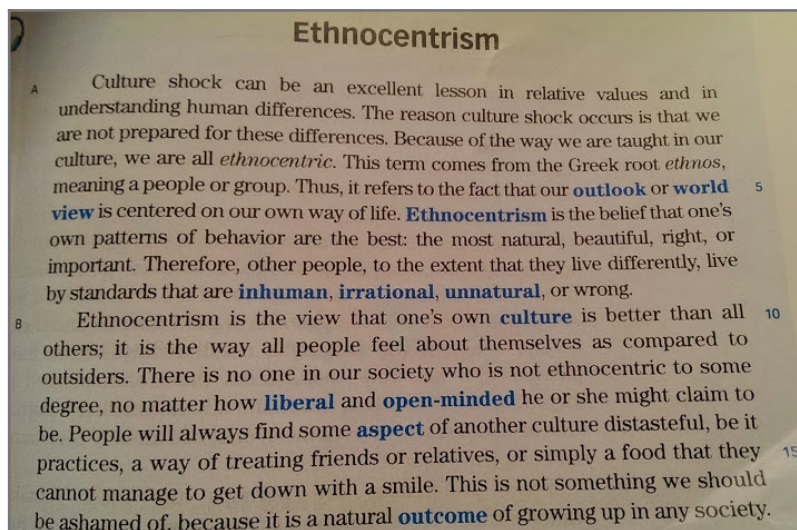 Ethnocentrism
A Culture shock can be an excellent lesson in relative values and in
understanding human differences. The reason culture shock occurs is that we
are not prepared for these differences. Because of the way we are taught in our
culture, we are all ethnocentric. This term comes from the Greek root ethnos,
meaning a people or group. Thus, it refers to the fact that our outlook or world 5
view is centered on our own way of life. Ethnocentrism is the belief that one's
own patterns of behavior are the best: the most natural, beautiful, right, or
important. Therefore, other people, to the extent that they live differently, live
by standards that are inhuman, irrational, unnatural, or wrong.
B Ethnocentrism is the view that one's own culture is better than all 10
others; it is the way all people feel about themselves as compared to
outsiders. There is no one in our society who is not ethnocentric to some
degree, no matter how liberal and open-minded he or she might claim to
be. People will always find some aspect of another culture distasteful, be it
practices, a way of treating friends or relatives, or simply a food that they 15
cannot manage to get down with a smile. This is not something we should
be ashamed of, because it is a natural outcome of growing up in any society.